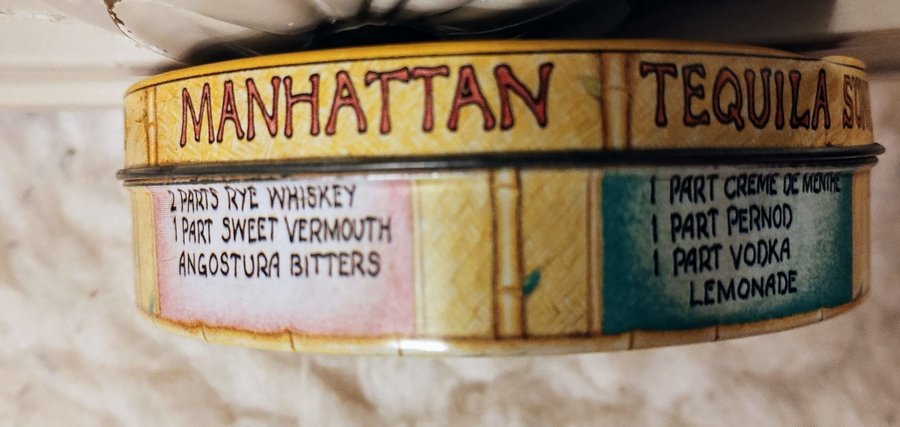 MANHATTAN
2 PARTS RYE WHISKEY
1 PART SWEET VERMOUTH
ANGOSTURA BITTERS
TEQUILA
1 PART CREME DE MENTHE
1 PART PERNOD
1 PART VODKA
LEMONADE